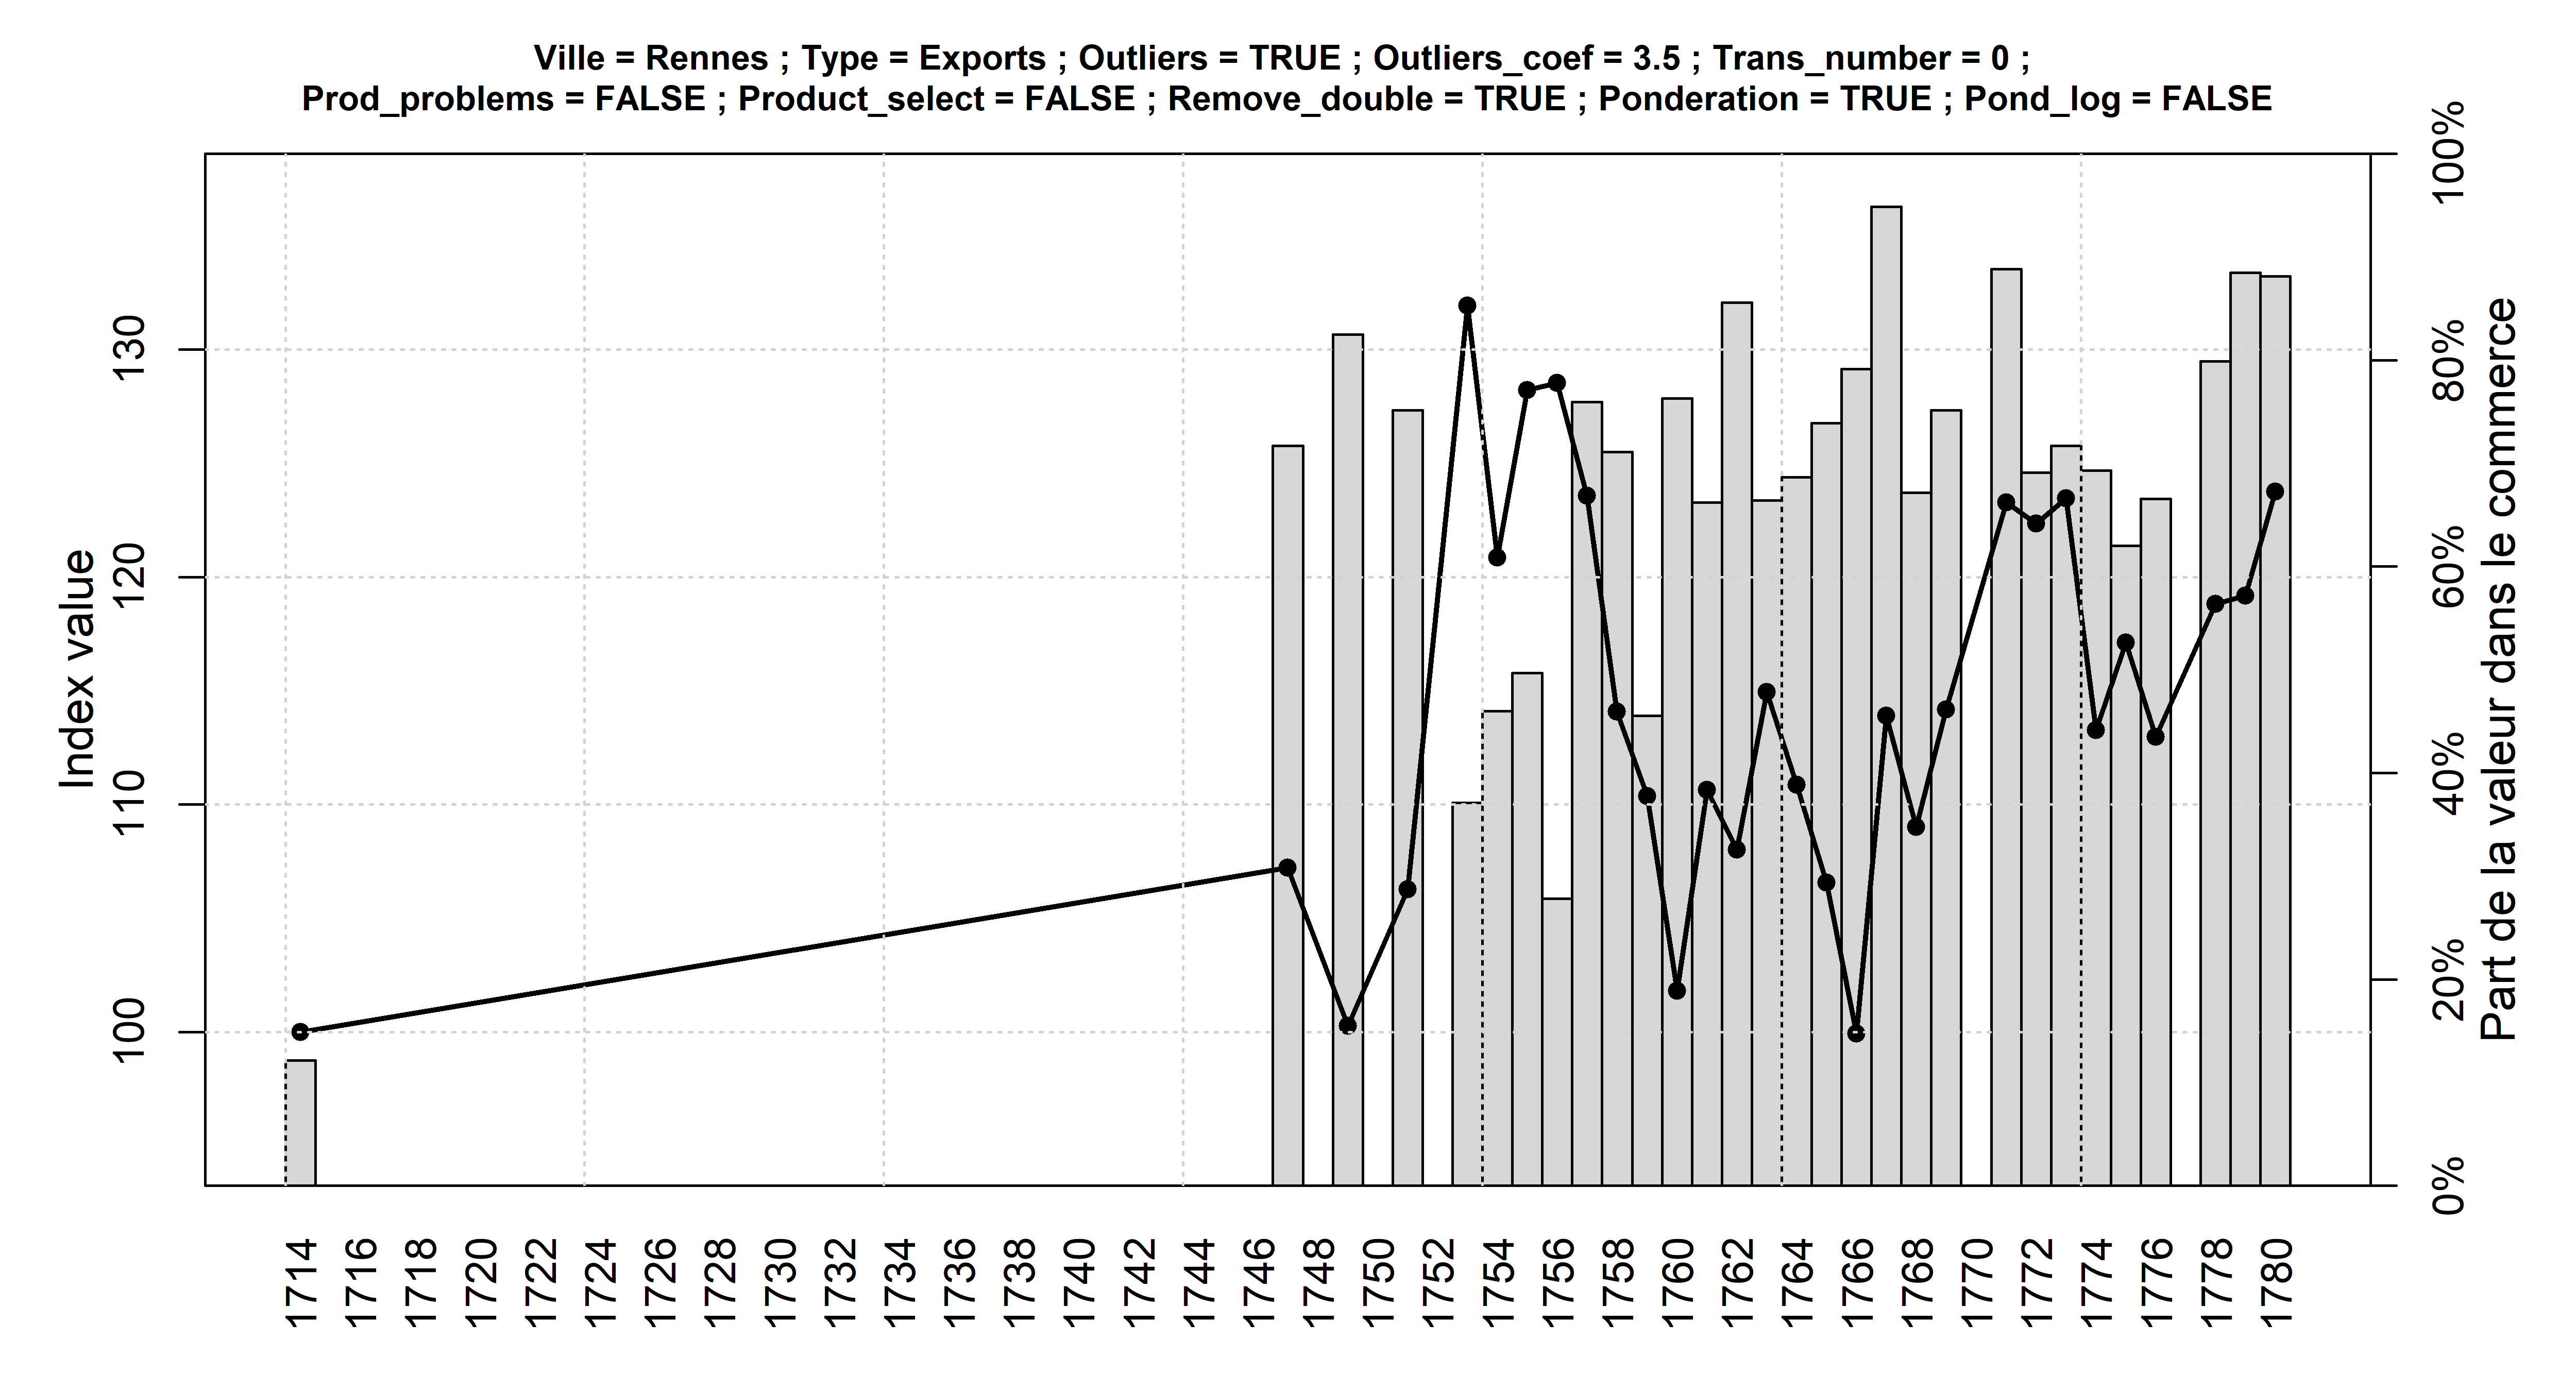 Ville = Rennes ; Type = Exports ; Outliers = TRUE ; Outliers_coef = 3.5 ; Trans_number = 0 ;
Prod_problems = FALSE ; Product_select = FALSE ; Remove_double = TRUE ; Ponderation = TRUE ; Pond_log = FALSE
Index value
130
120
110
100
100%
80%
60%
40%
20%
0%
Part de la valeur dans le commerce
1714 1716 1718 1720 1722 1724 1726 1728 1730 1732 1734 1736 1738 1740 1742 1744 1746 1748 1750 1752 1754 1756 1758 1760 1762 1764 1766 1768 1770 1772 1774 1776 1778 1780